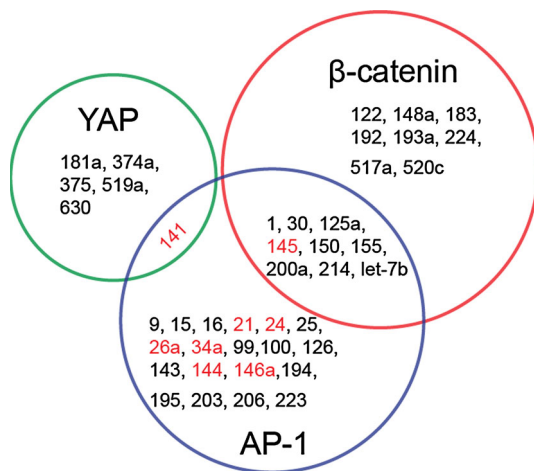 β-catenin
122, 148a, 183,
192, 193a, 224,
517a, 520c
YAP
181a, 374a,
375, 519a,
630
141
1, 30, 125a,
145, 150, 155,
200a, 214, let-7b
9, 15, 16, 21, 24, 25,
26a, 34a, 99,100, 126,
143, 144, 146a,194,
195, 203, 206, 223
AP-1